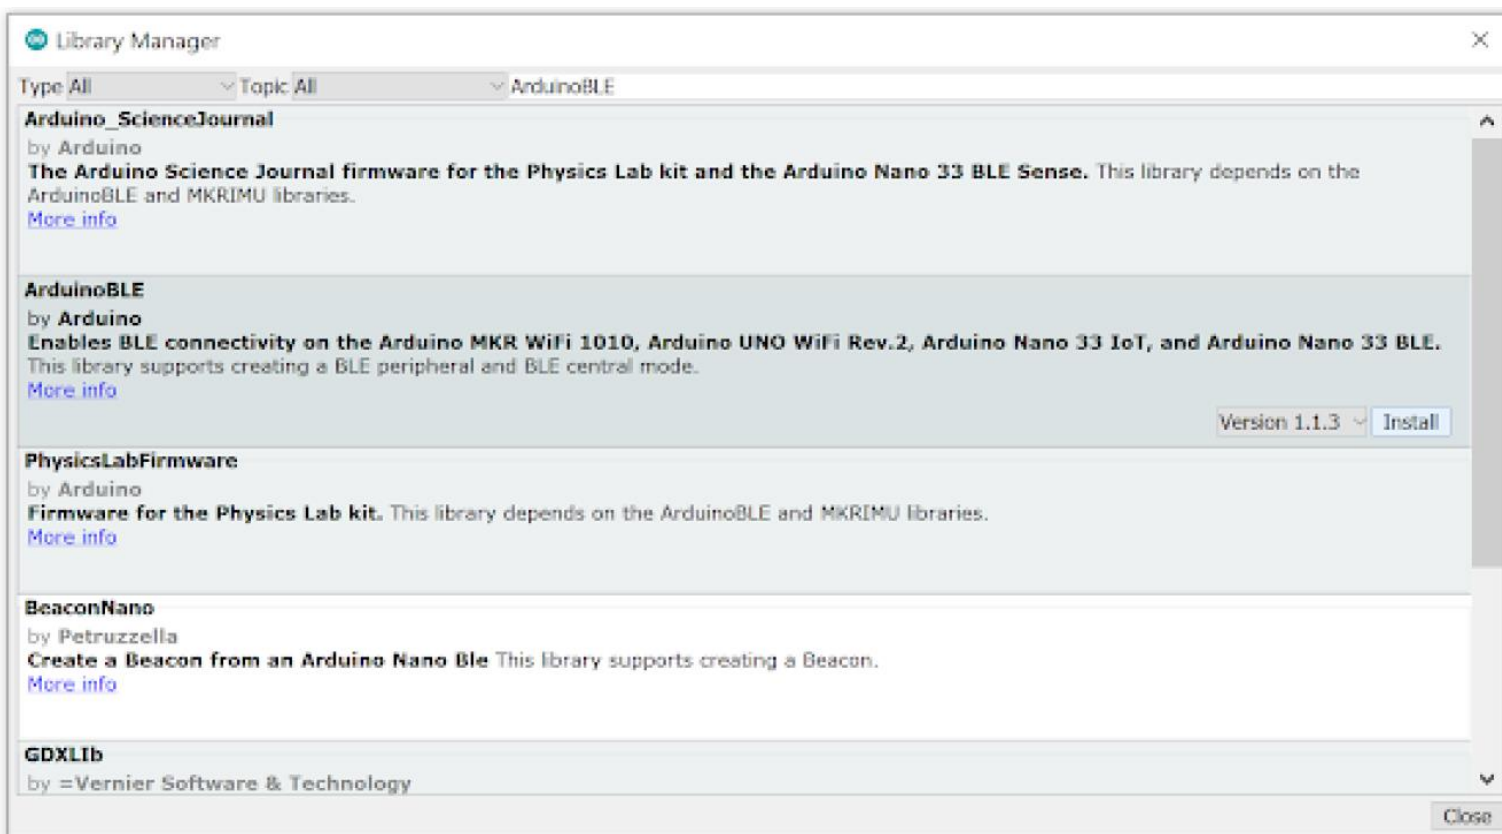 Library Manager
Type All Topic All ArduinoBLE
Arduino_ScienceJournal
by Arduino
The Arduino Science Journal firmware for the Physics Lab kit and the Arduino Nano 33 BLE Sense. This library depends on the
ArduinoBLE and MKRIMU libraries.
More info
ArduinoBLE
by Arduino
Enables BLE connectivity on the Arduino MKR WiFi 1010, Arduino UNO WiFi Rev.2, Arduino Nano 33 IoT, and Arduino Nano 33 BLE.
This library supports creating a BLE peripheral and BLE central mode.
More info
Version 1.1.3 Install
PhysicsLabFirmware
by Arduino
Firmware for the Physics Lab kit. This library depends on the ArduinoBLE and MKRIMU libraries.
More info
BeaconNano
by Petruzzella
Create a Beacon from an Arduino Nano Ble This library supports creating a Beacon.
More info
GDXLIb
by =Vernier Software & Technology
Close